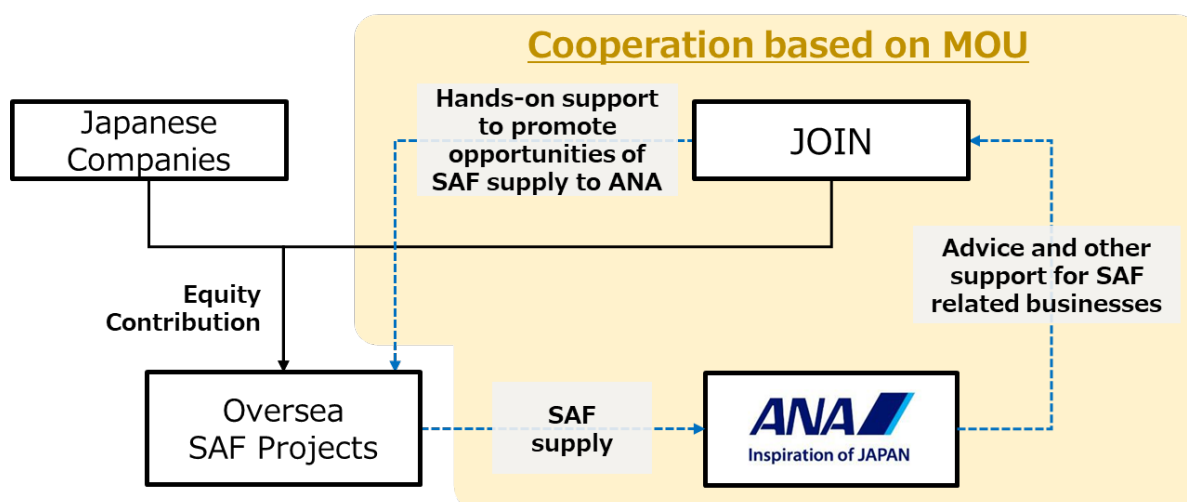 Cooperation based on MOU
Japanese
Companies
Hands-on support
to promote
opportunities of
SAF supply to ANA
JOIN
Advice and other
support for SAF
related businesses
Equity
Contribution
Oversea
SAF Projects
SAF
supply
ANA
Inspiration of JAPAN